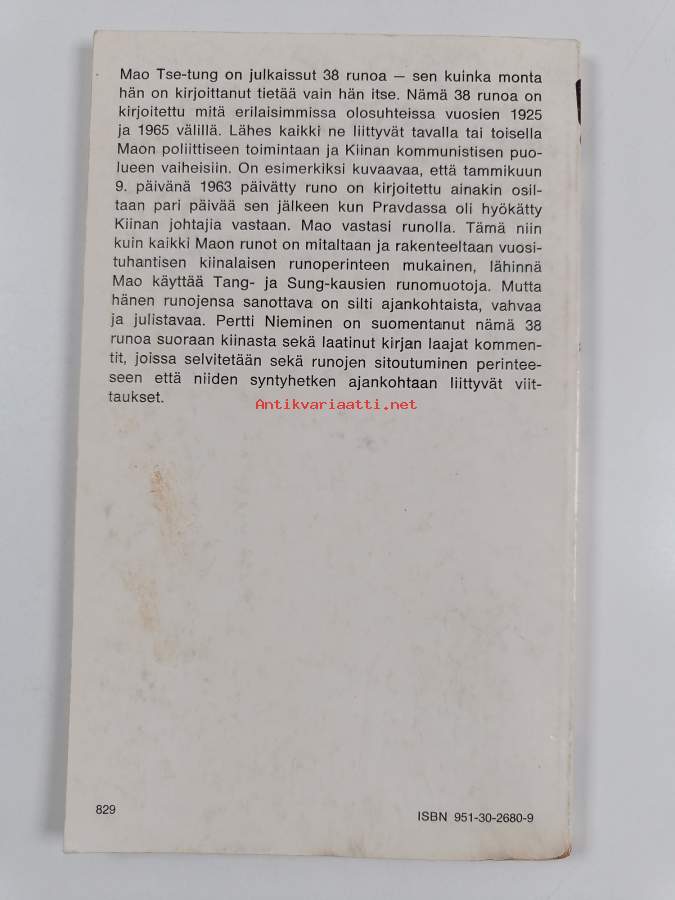 Mao Tse-tung on julkaissut 38 runoa — sen kuinka monta
hän on kirjoittanut tietää vain hän itse. Nämä 38 runoa on
kirjoitettu mitä erilaisimmissa olosuhteissa vuosien 1925
ja 1965 välillä. Lähes kaikki ne liittyvät tavalla tai toisella
Maon poliittiseen toimintaan ja Kiinan kommunistisen puo-
lueen vaiheisiin. On esimerkiksi kuvaavaa, että tammikuun
9. päivänä 1963 päivätty runo on kirjoitettu ainakin osil-
taan pari päivää sen jälkeen kun Pravdassa oli hyökätty
Kiinan johtajia vastaan. Mao vastasi runolla. Tämä niin
kuin kaikki Maon runot on mitaltaan ja rakenteeltaan vuosi-
tuhantisen kiinalaisen runoperinteen mukainen, lähinnä
Mao käyttää Tang- ja Sung-kausien runomuotoja. Mutta
hänen runojensa sanottava on silti ajankohtaista, vahvaa
ja julistavaa. Pertti Nieminen on suomentanut nämä 38
runoa suoraan kiinasta sekä laatinut kirjan laajat kommen-
tit, joissa selvitetään sekä runojen sitoutuminen perintee-
seen että niiden syntyhetken ajankohtaan liittyvät viit-
taukset.
Antikvariaatti.net
829
ISBN 951-30-2680-9